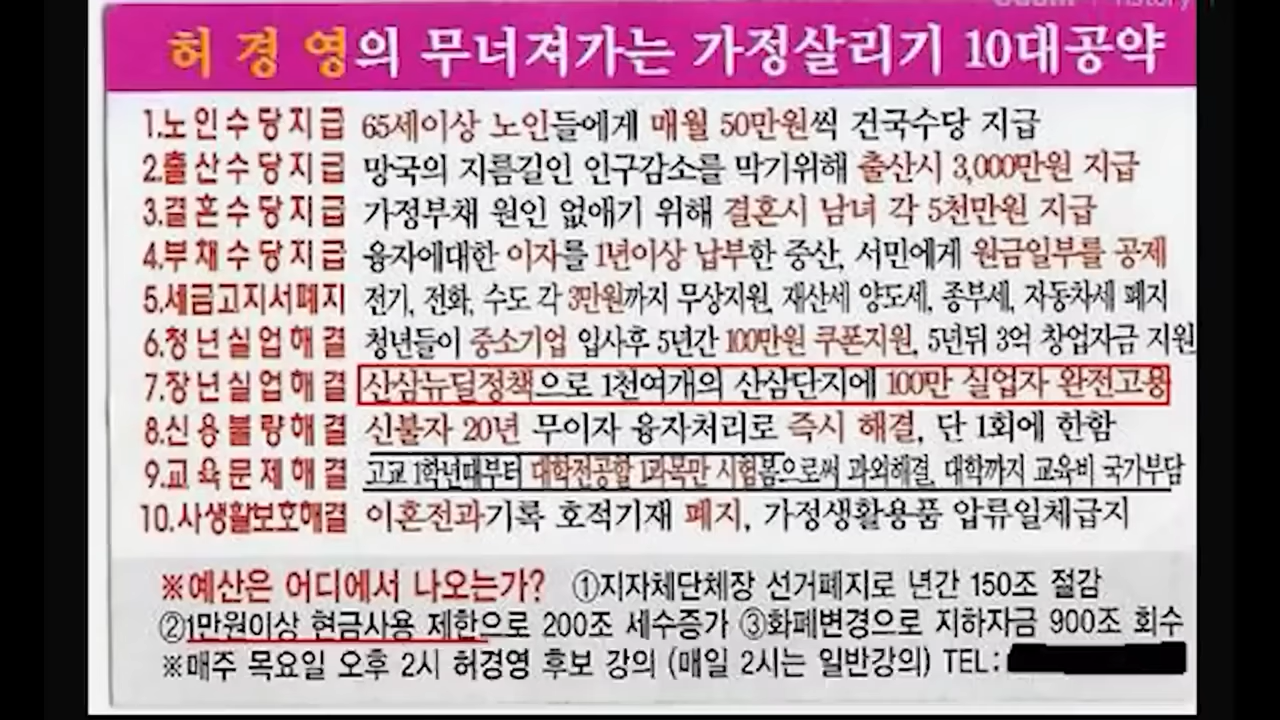 허 경 영의 무너져가는 가정살리기 10대공약
1.노인수당지급 65세이상 노인들에게 매월 50만원씩 건국수당 지급
2.출산수당지급 망국의 지름길인 인구감소를 막기위해 출산시 3,000만원 지급
3.결혼수당지급 가정부채 원인 없애기 위해 결혼시 남녀 각 5천만원 지급
4.부채수당지급 융자에대한 이자를 1년이상 납부한 중산, 서민에게 원금일부를 공제
5.세금고지서폐지 전기, 전화, 수도 각 3만원까지 무상지원, 재산세 양도세, 종부세, 자동차세 폐지
6.청년실업해결 청년들이 중소기업 입사후 5년간 100만원 쿠폰지원, 5년뒤 3억 창업자금 지원
7.장년실업해결 산삼뉴딜정책으로 1천여개의 산삼단지에 100만 실업자 완전고용
8.신용불량해결 신불자 20년 무이자 융자처리로 즉시 해결, 단 1회에 한함
9.교육문제해결 고교 1학년때부터 대학전공할 1과목만 시험봄으로써 과외해결, 대학까지 교육비 국가부담
10.사생활보호해결 이혼전과기록 호적기재 폐지, 가정생활용품 압류일체급지
※예산은 어디에서 나오는가? ①지자체단체장 선거폐지로 년간 150조 절감
②1만원이상 현금사용 제한으로 200조 세수증가 ③화폐변경으로 지하자금 900조 회수
※매주 목요일 오후 2시 허경영 후보 강의 (매일 2시는 일반강의) TEL: